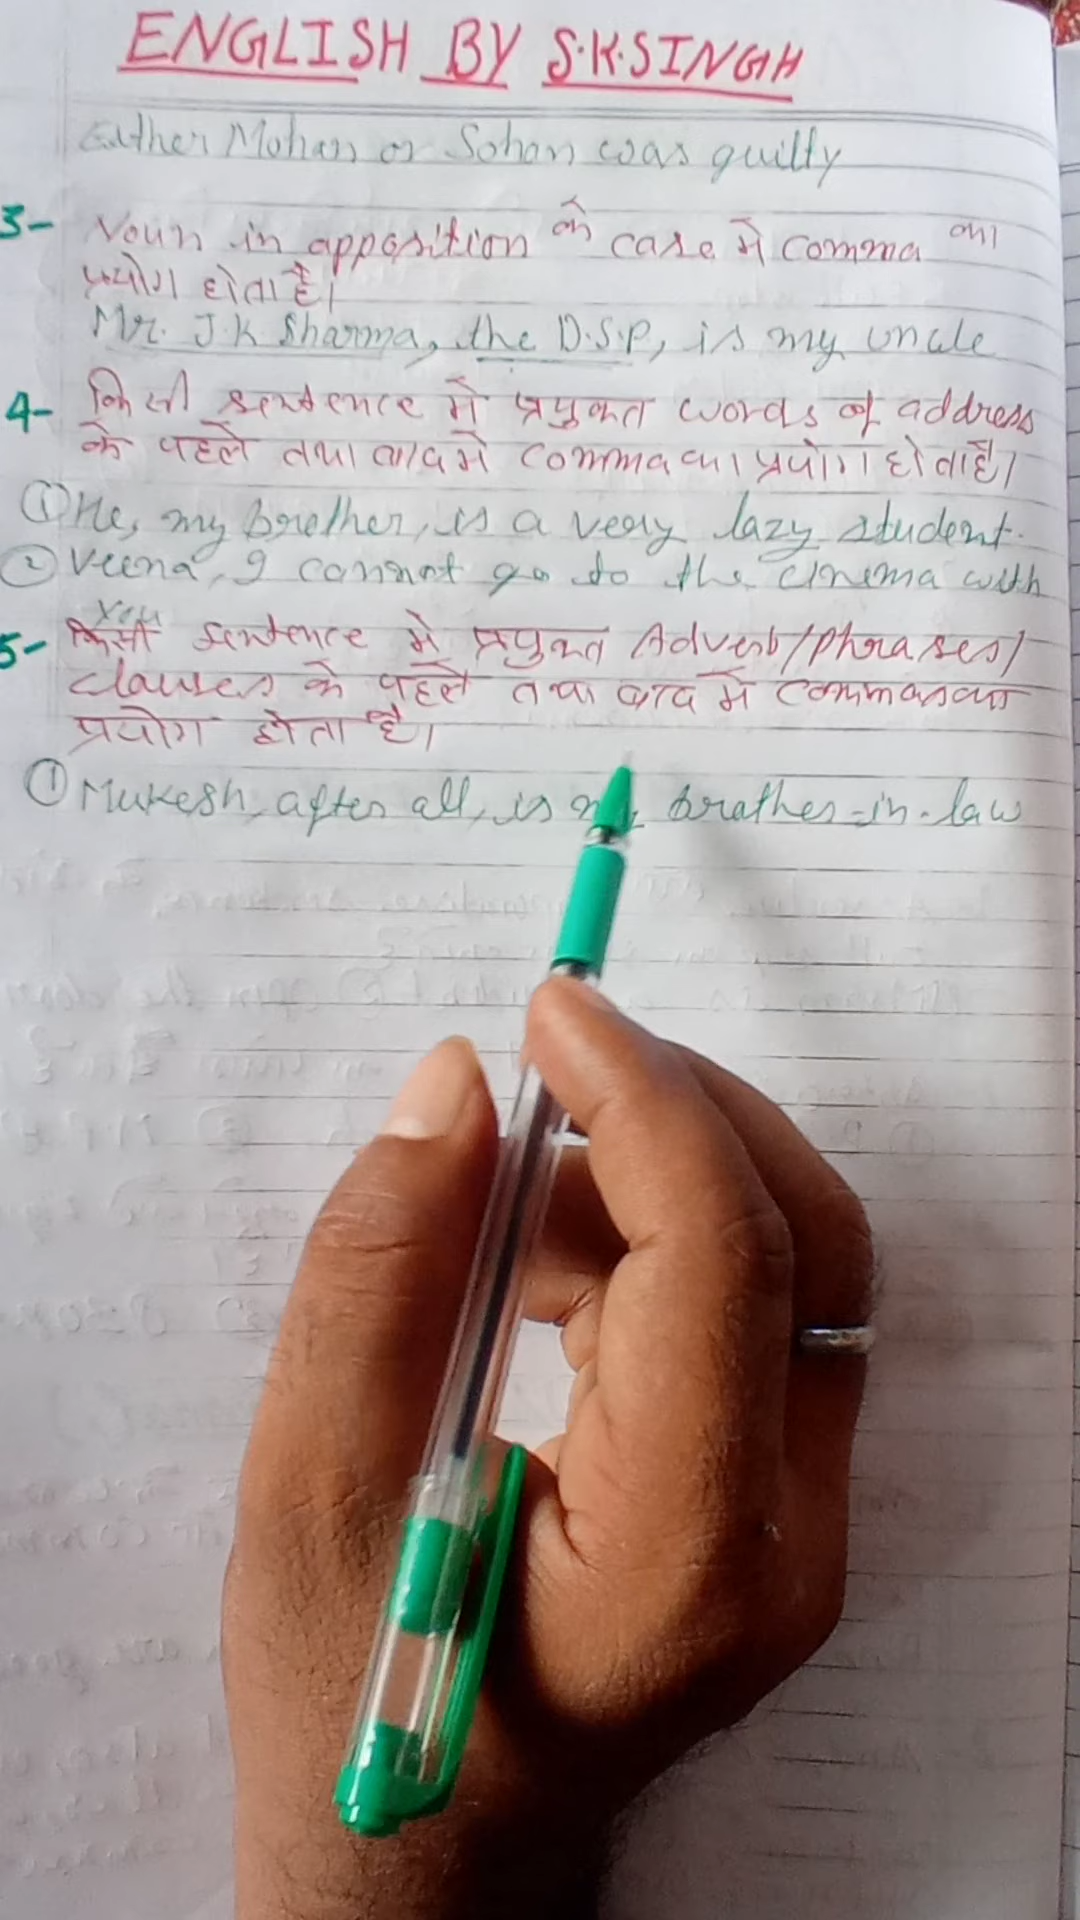 ENGLISH BY S.K.SINGH
Either Mohan or Sohan was guilty
3- Noun in apposition के case में comma का
प्रयोग होता है।
Mr. J.K Sharma, the D.S.P, is my uncle
4- किसी sentence में प्रयुक्त words of address
के पहले तथा बाद में comma का प्रयोग होता है।
① He, my brother, is a very lazy student.
② Veena, I cannot go to the cinema with
you
5- किसी sentence में प्रयुक्त Adverb/phrases/
clauses के पहले तथा बाद में commas का
प्रयोग होता है।
① Mukesh, after all, is my brother-in-law